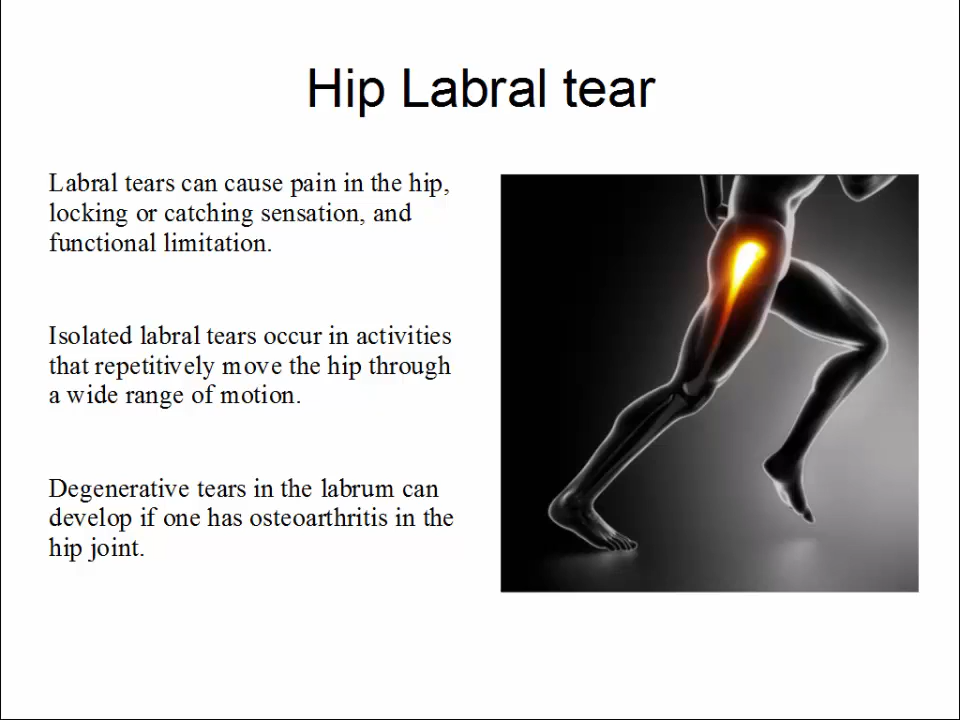 Hip Labral tear
Labral tears can cause pain in the hip,
locking or catching sensation, and
functional limitation.
Isolated labral tears occur in activities
that repetitively move the hip through
a wide range of motion.
Degenerative tears in the labrum can
develop if one has osteoarthritis in the
hip joint.